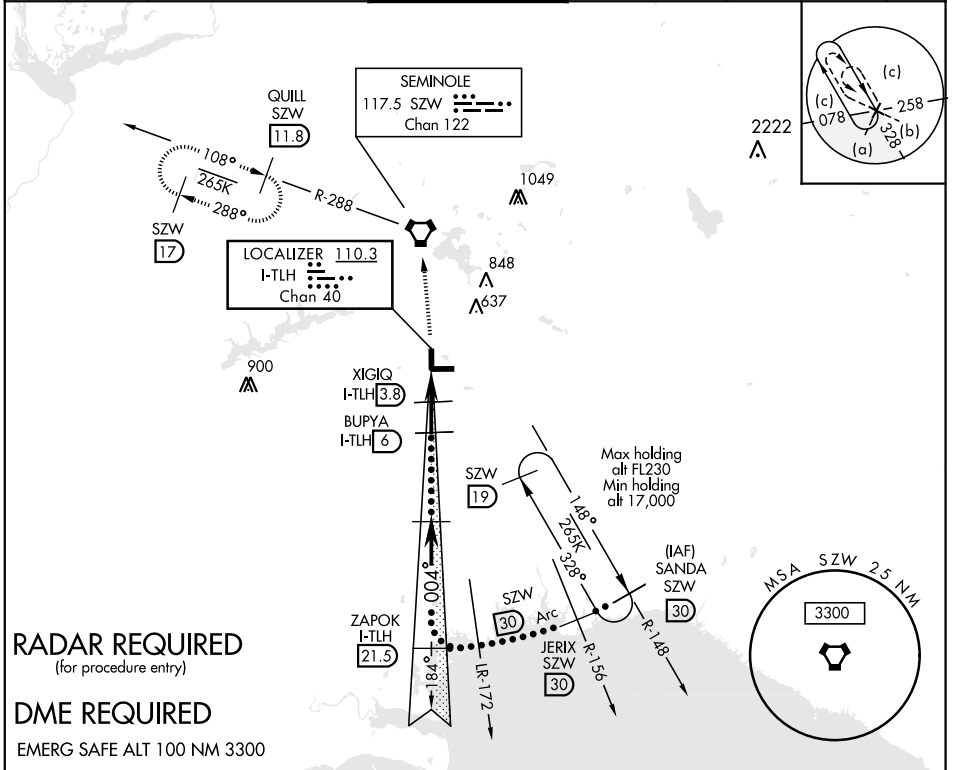 SEMINOLE
117.5 SZW
Chan 122
QUILL
SZW
11.8
108°
265K
288°
R-288
SZW
17
2222
1049
848
637
900
(c)
(c)
078
258
(b)
(a)
328
LOCALIZER 110.3
I-TLH
Chan 40
XIGIQ
I-TLH 3.8
BUPYA
I-TLH 6
SZW
19
Max holding
alt FL230
Min holding
alt 17,000
148°
265K
328°
(IAF)
SANDA
SZW
30
004°
SZW
30
Arc
ZAPOK
I-TLH
21.5
184°
LR-172
JERIX
SZW
30
R-156
R-148
MSA SZW 25 NM
3300
RADAR REQUIRED
(for procedure entry)
DME REQUIRED
EMERG SAFE ALT 100 NM 3300